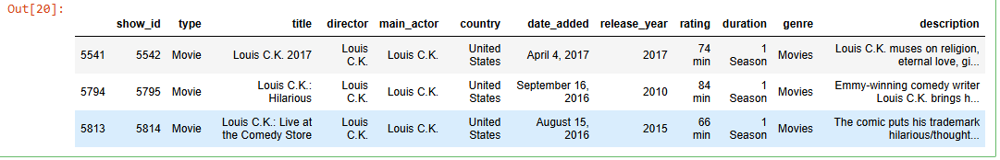 Out[20]:
show_id type title director main_actor country date_added release_year rating duration genre description
5541 5542 Movie Louis C.K. 2017 Louis C.K. Louis C.K. United States April 4, 2017 2017 74 min 1 Season Movies Louis C.K. muses on religion, eternal love, gi...
5794 5795 Movie Louis C.K.: Hilarious Louis C.K. Louis C.K. United States September 16, 2016 2010 84 min 1 Season Movies Emmy-winning comedy writer Louis C.K. brings h...
5813 5814 Movie Louis C.K.: Live at the Comedy Store Louis C.K. Louis C.K. United States August 15, 2016 2015 66 min 1 Season Movies The comic puts his trademark hilarious/thought...